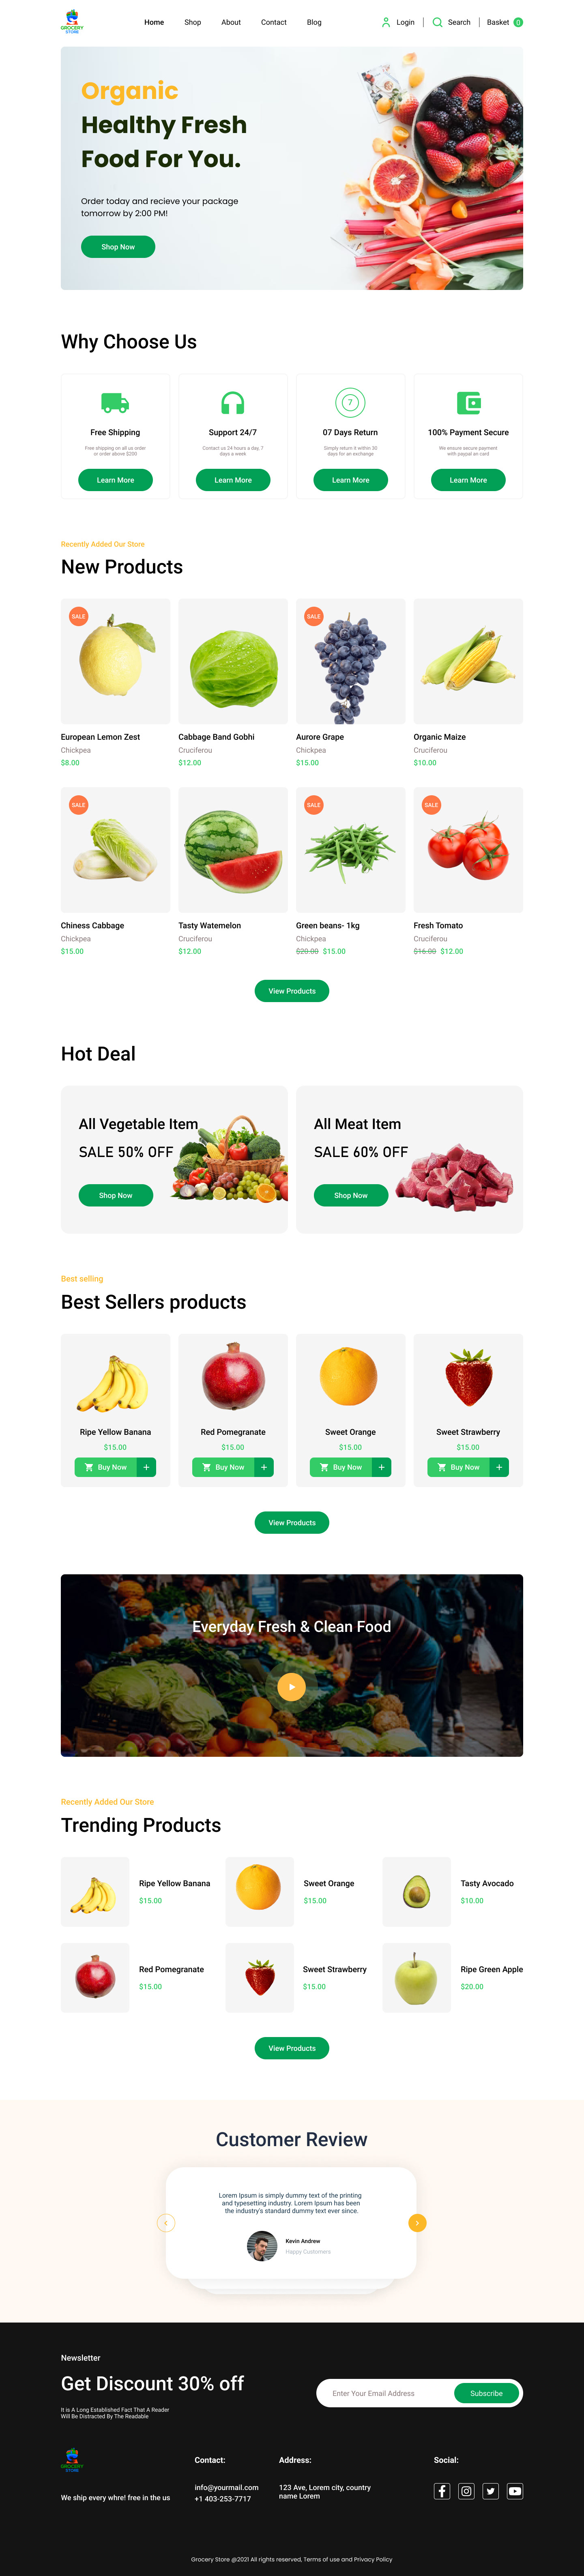 GROCERY
STORE
Home
Shop
About
Contact
Blog
Login
Search
Basket
0
Organic
Healthy Fresh
Food For You.
Order today and recieve your package
tomorrow by 2:00 PM!
Shop Now
Why Choose Us
Free Shipping
Free shipping on all us order
or order above $200
Learn More
Support 24/7
Contact us 24 hours a day, 7
days a week
Learn More
7
07 Days Return
Simply return it within 30
days for an exchange
Learn More
100% Payment Secure
We ensure secure payment
with paypal an card
Learn More
Recently Added Our Store
New Products
SALE
European Lemon Zest
Chickpea
$8.00
Cabbage Band Gobhi
Cruciferou
$12.00
SALE
Aurore Grape
Chickpea
$15.00
Organic Maize
Cruciferou
$10.00
SALE
Chiness Cabbage
Chickpea
$15.00
Tasty Watemelon
Cruciferou
$12.00
SALE
Green beans- 1kg
Chickpea
$20.00 $15.00
SALE
Fresh Tomato
Cruciferou
$16.00 $12.00
View Products
Hot Deal
All Vegetable Item
SALE 50% OFF
Shop Now
All Meat Item
SALE 60% OFF
Shop Now
Best selling
Best Sellers products
Ripe Yellow Banana
$15.00
Buy Now +
Red Pomegranate
$15.00
Buy Now +
Sweet Orange
$15.00
Buy Now +
Sweet Strawberry
$15.00
Buy Now +
View Products
Everyday Fresh & Clean Food
Recently Added Our Store
Trending Products
Ripe Yellow Banana
$15.00
Sweet Orange
$15.00
Tasty Avocado
$10.00
Red Pomegranate
$15.00
Sweet Strawberry
$15.00
Ripe Green Apple
$20.00
View Products
Customer Review
Lorem Ipsum is simply dummy text of the printing
and typesetting industry. Lorem Ipsum has been
the industry's standard dummy text ever since.
Kevin Andrew
Happy Customers
Newsletter
Get Discount 30% off
It is A Long Established Fact That A Reader
Will Be Distracted By The Readable
Enter Your Email Address
Subscribe
GROCERY
STORE
We ship every whre! free in the us
Contact:
info@yourmail.com
+1 403-253-7717
Address:
123 Ave, Lorem city, country
name Lorem
Social:
Grocery Store @2021 All rights reserved, Terms of use and Privacy Policy